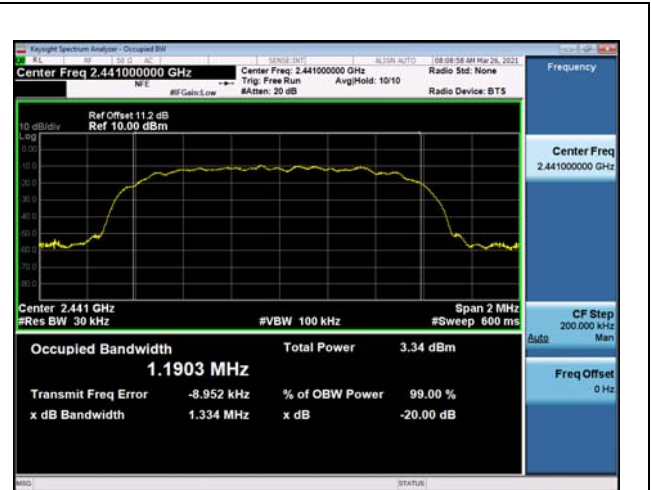 Keysight Spectrum Analyzer - Occupied BW
RL RF 50 Ω AC SENSE:INT ALIGN AUTO 08:08:58 AM Mar 26, 2021
Center Freq 2.441000000 GHz
NFE
#IFGain:Low
Center Freq: 2.441000000 GHz
Trig: Free Run Avg|Hold: 10/10
#Atten: 20 dB
Radio Std: None
Radio Device: BTS
Frequency
Ref Offset 11.2 dB
10 dB/div Ref 10.00 dBm
Log
0.00
Center Freq
2.441000000 GHz
Center 2.441 GHz Span 2 MHz
#Res BW 30 kHz #VBW 100 kHz #Sweep 600 ms
CF Step
200.000 kHz
Auto Man
Occupied Bandwidth Total Power 3.34 dBm
1.1903 MHz
Transmit Freq Error -8.952 kHz % of OBW Power 99.00 %
x dB Bandwidth 1.334 MHz x dB -20.00 dB
Freq Offset
0 Hz
MSG STATUS